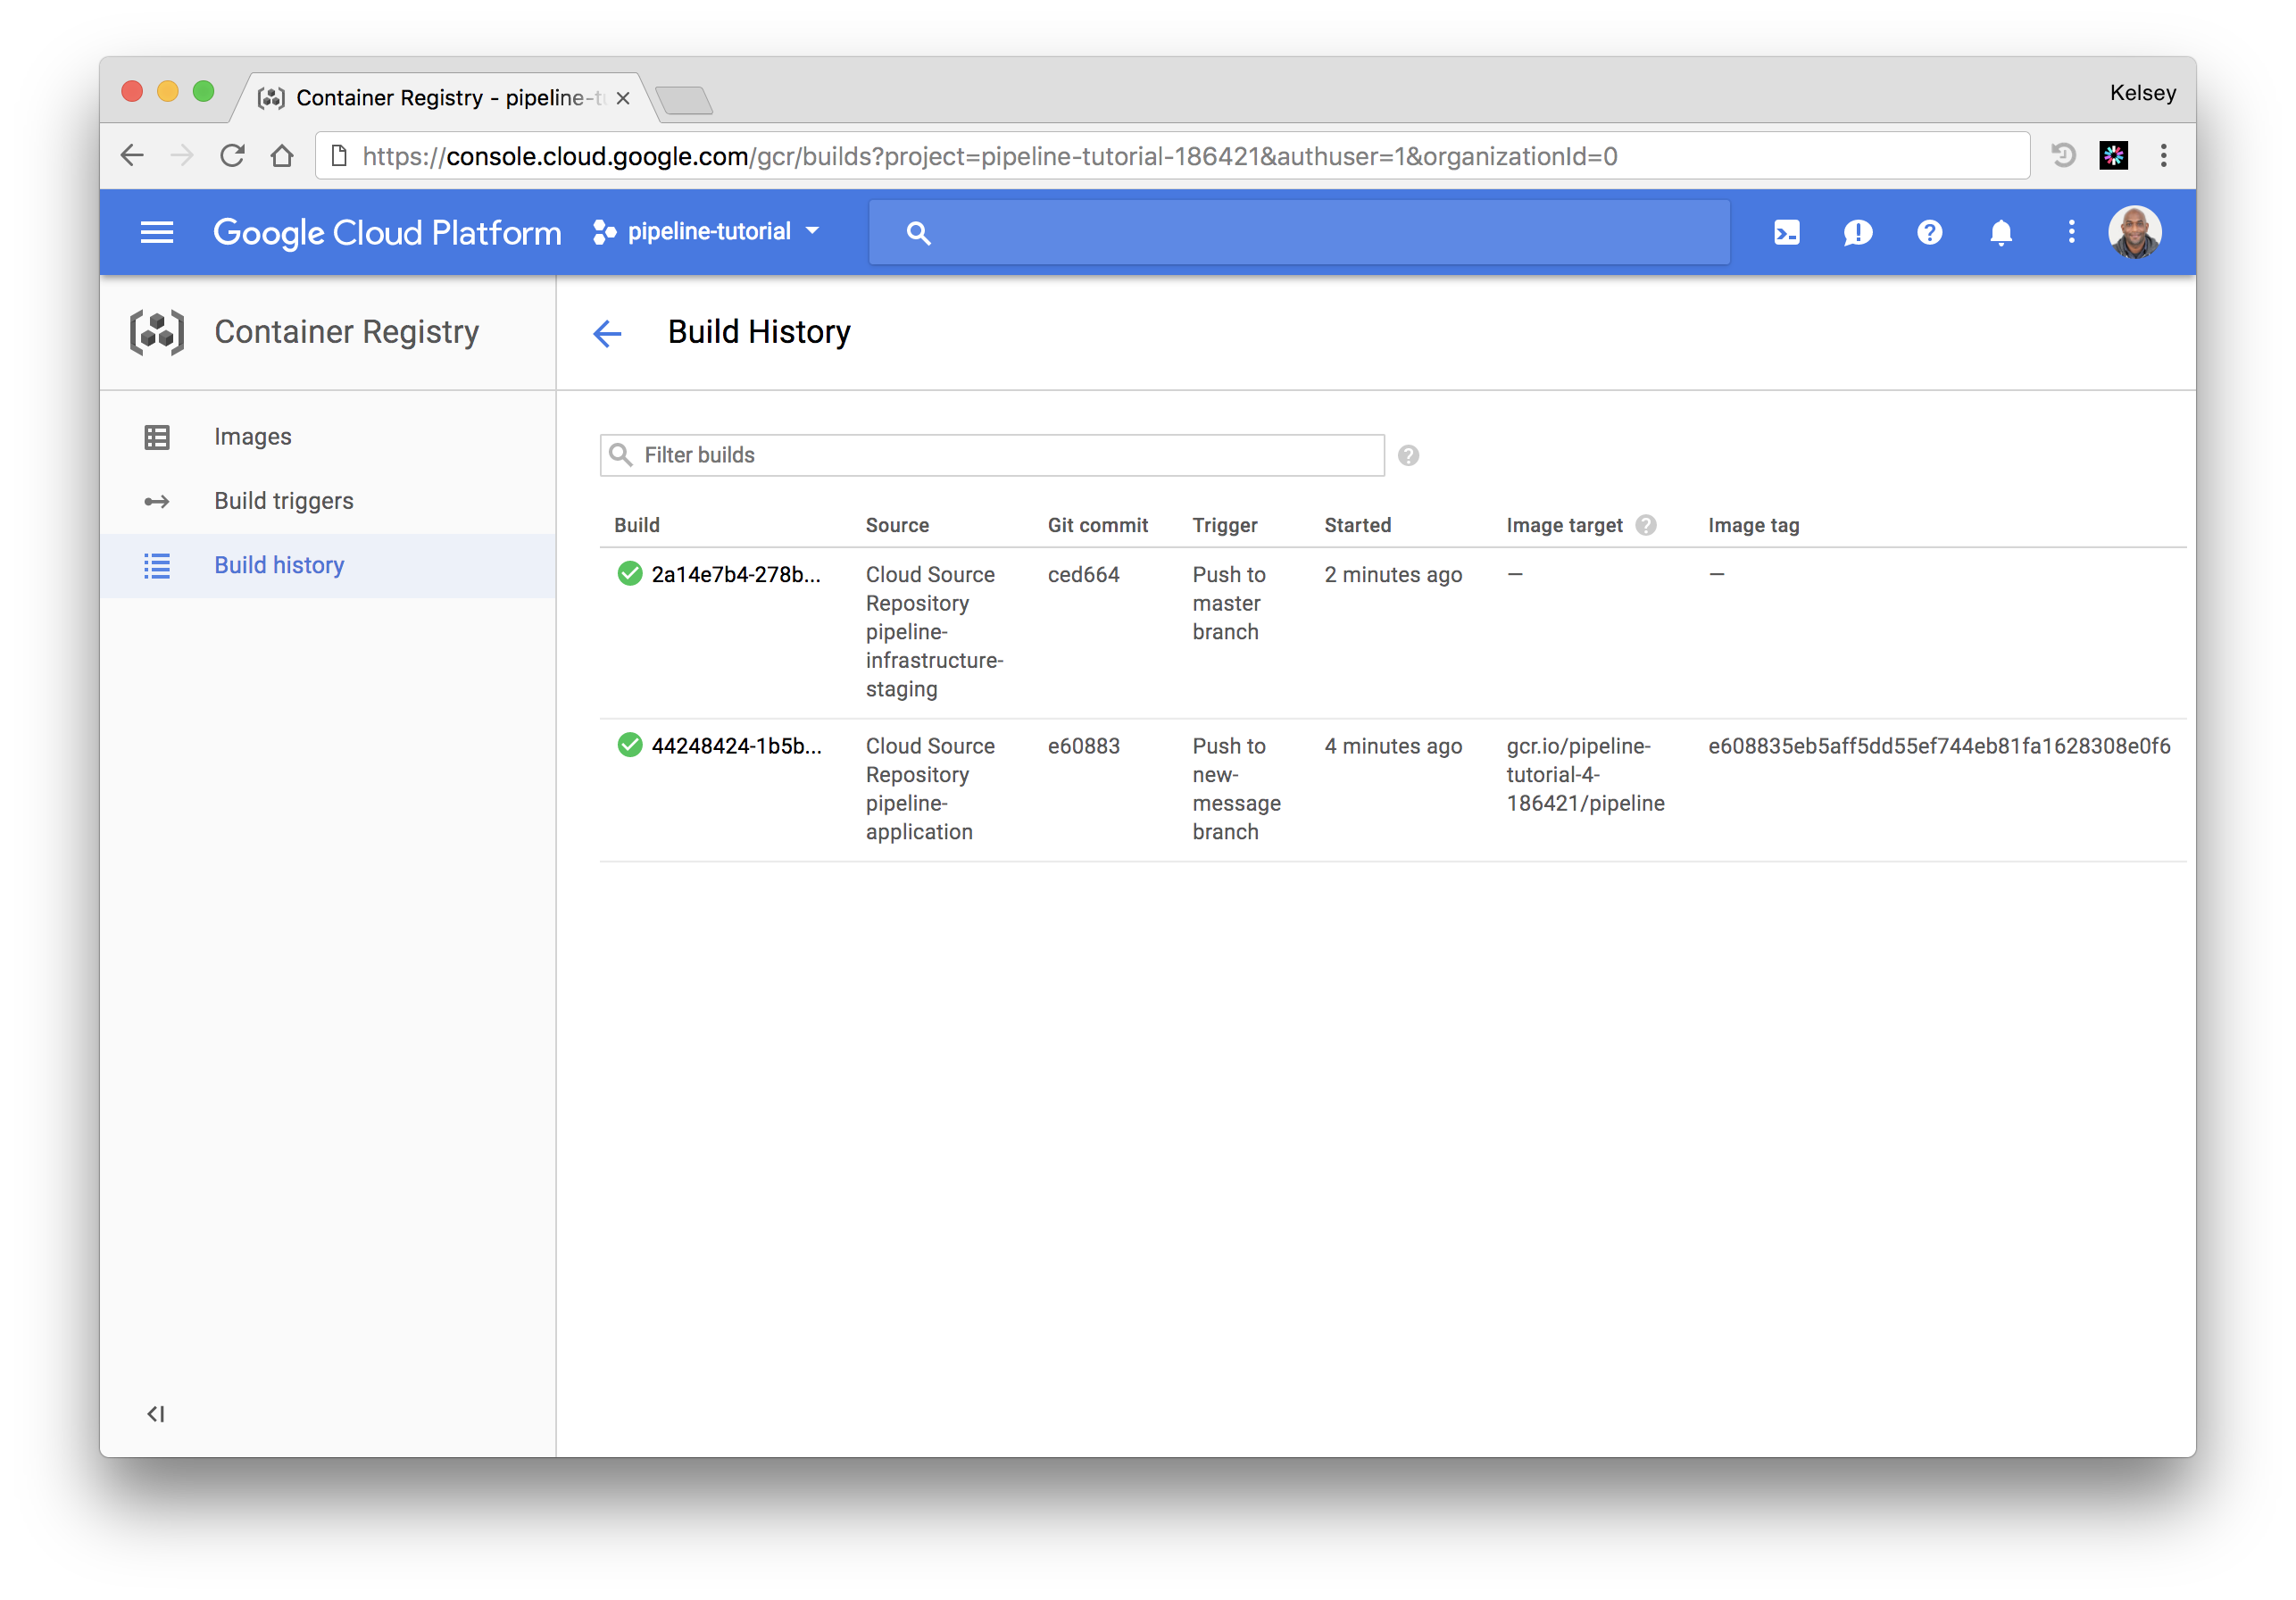 Container Registry - pipeline-tu
Kelsey
https://console.cloud.google.com/gcr/builds?project=pipeline-tutorial-186421&authuser=1&organizationId=0
Google Cloud Platform
pipeline-tutorial
Container Registry
Build History
Images
Build triggers
Build history
Filter builds
Build Source Git commit Trigger Started Image target Image tag
2a14e7b4-278b... Cloud Source ced664 Push to 2 minutes ago — —
Repository master
pipeline- branch
infrastructure-
staging
44248424-1b5b... Cloud Source e60883 Push to 4 minutes ago gcr.io/pipeline- e608835eb5aff5dd55ef744eb81fa1628308e0f6
Repository new- tutorial-4-
pipeline- message 186421/pipeline
application branch